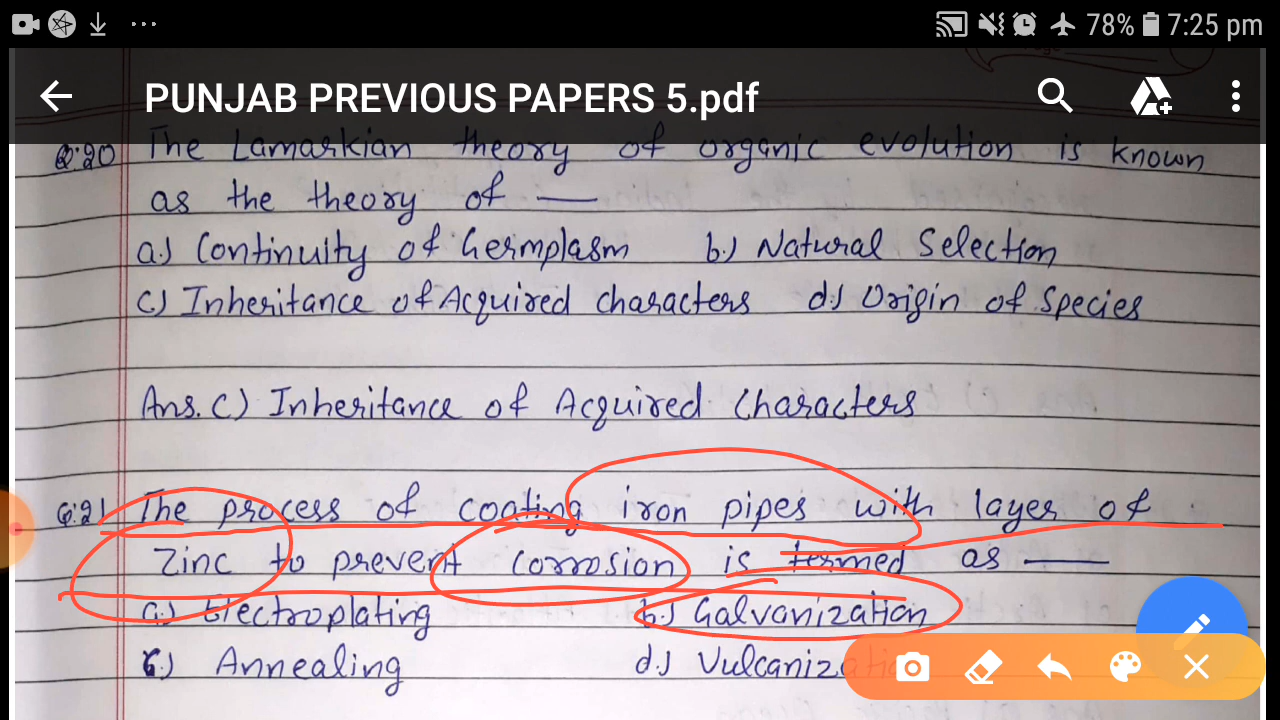 78% 7:25 pm
PUNJAB PREVIOUS PAPERS 5.pdf
Q.20 The Lamarkian theory of organic evolution is known
as the theory of —
a.) Continuity of Germplasm b.) Natural Selection
c.) Inheritance of Acquired characters d.) Origin of Species
Ans. c) Inheritance of Acquired Characters
Q.21 The process of coating iron pipes with layer of
Zinc to prevent corrosion is termed as —
a.) Electroplating b.) Galvanization
c.) Annealing d.) Vulcanization